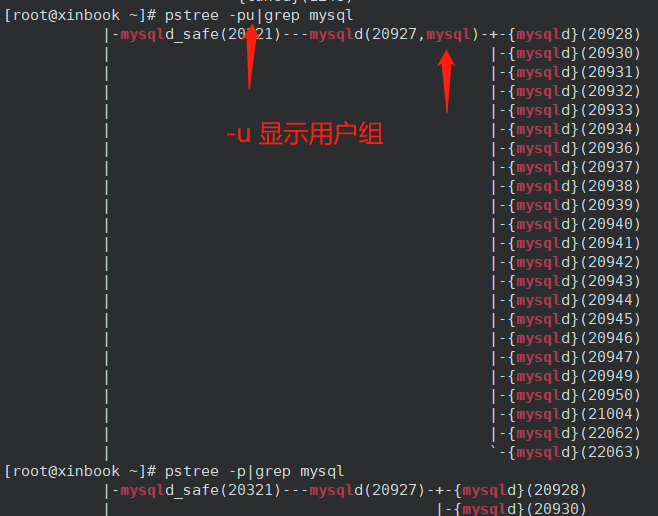 [root@xinbook ~]# pstree -pu|grep mysql
|-mysqld_safe(20321)---mysqld(20927,mysql)-+-{mysqld}(20928)
| |-{mysqld}(20930)
| |-{mysqld}(20931)
| |-{mysqld}(20932)
| |-{mysqld}(20933)
-u 显示用户组
| |-{mysqld}(20934)
| |-{mysqld}(20936)
| |-{mysqld}(20937)
| |-{mysqld}(20938)
| |-{mysqld}(20939)
| |-{mysqld}(20940)
| |-{mysqld}(20941)
| |-{mysqld}(20942)
| |-{mysqld}(20943)
| |-{mysqld}(20944)
| |-{mysqld}(20945)
| |-{mysqld}(20946)
| |-{mysqld}(20947)
| |-{mysqld}(20949)
| |-{mysqld}(20950)
| |-{mysqld}(21004)
| |-{mysqld}(22062)
| `-{mysqld}(22063)
[root@xinbook ~]# pstree -p|grep mysql
|-mysqld_safe(20321)---mysqld(20927)-+-{mysqld}(20928)
| |-{mysqld}(20930)